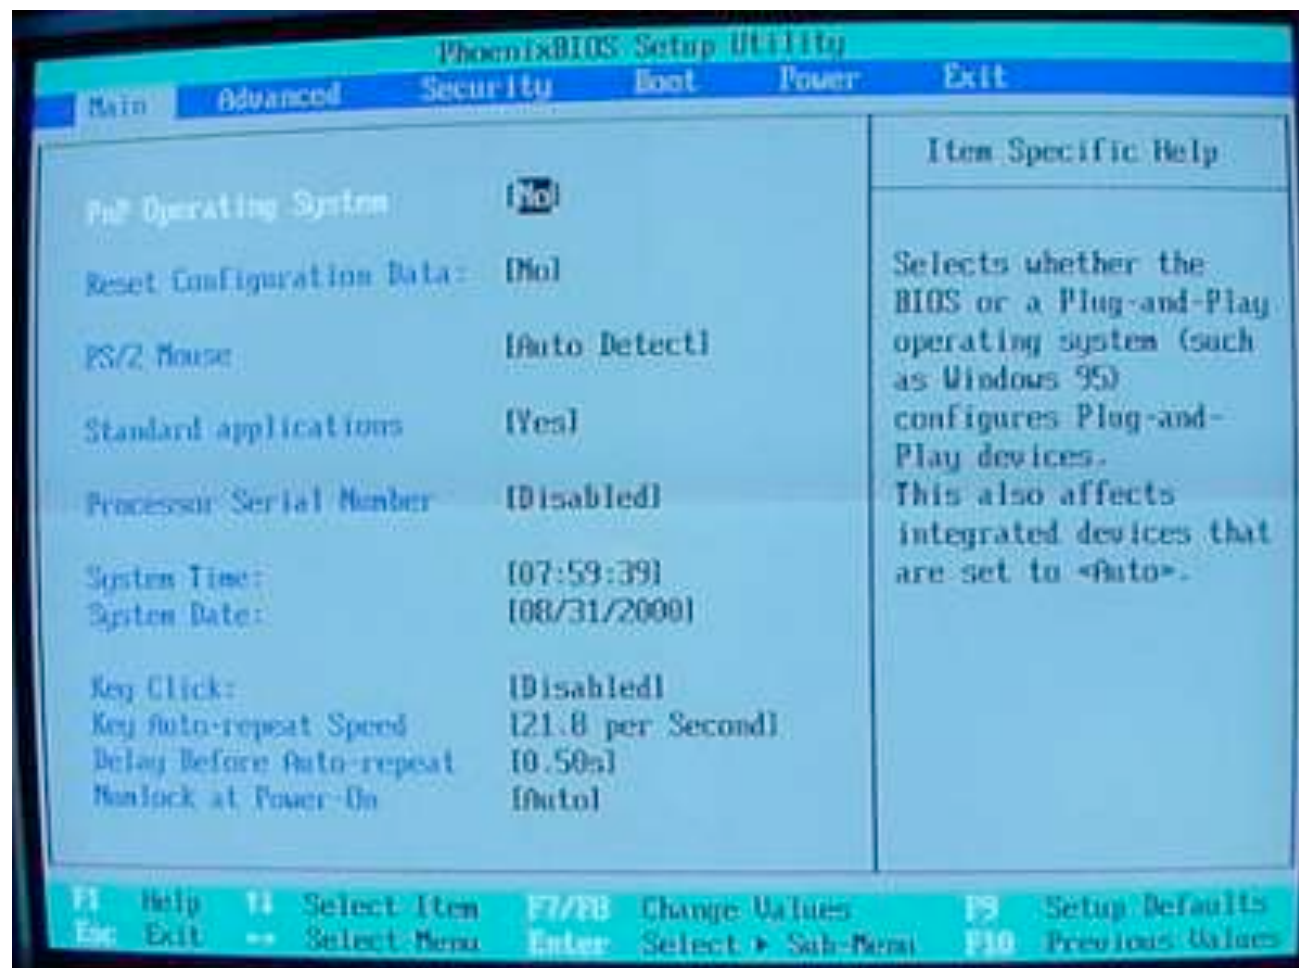 PhoenixBIOS Setup Utility
Main Advanced Security Boot Power Exit
Item Specific Help
PnP Operating System [No]
Reset Configuration Data: [No]
PS/2 Mouse [Auto Detect]
Standard applications [Yes]
Processor Serial Number [Disabled]
System Time: [07:59:39]
System Date: [08/31/2000]
Key Click: [Disabled]
Key Auto-repeat Speed [21.8 per Second]
Delay Before Auto-repeat [0.50s]
Numlock at Power-On [Auto]
Selects whether the
BIOS or a Plug-and-Play
operating system (such
as Windows 95)
configures Plug-and-
Play devices.
This also affects
integrated devices that
are set to <Auto>.
F1 Help ↑↓ Select Item F7/F8 Change Values F9 Setup Defaults
Esc Exit ↔ Select Menu Enter Select ▶ Sub-Menu F10 Previous Values